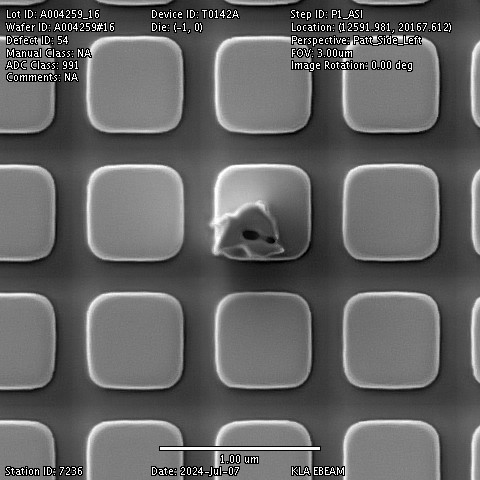 Lot ID: A004259_16
Device ID: T0142A
Step ID: P1_ASI
Wafer ID: A004259#16
Die: (-1, 0)
Location: (12591.981, 20167.612)
Defect ID: 54
Perspective: Patt_Side_Left
Manual Class: NA
FOV: 3.00um
ADC Class: 991
Image Rotation: 0.00 deg
Comments: NA
1.00 um
Station ID: 7236
Date: 2024-Jul-07
KLA EBEAM